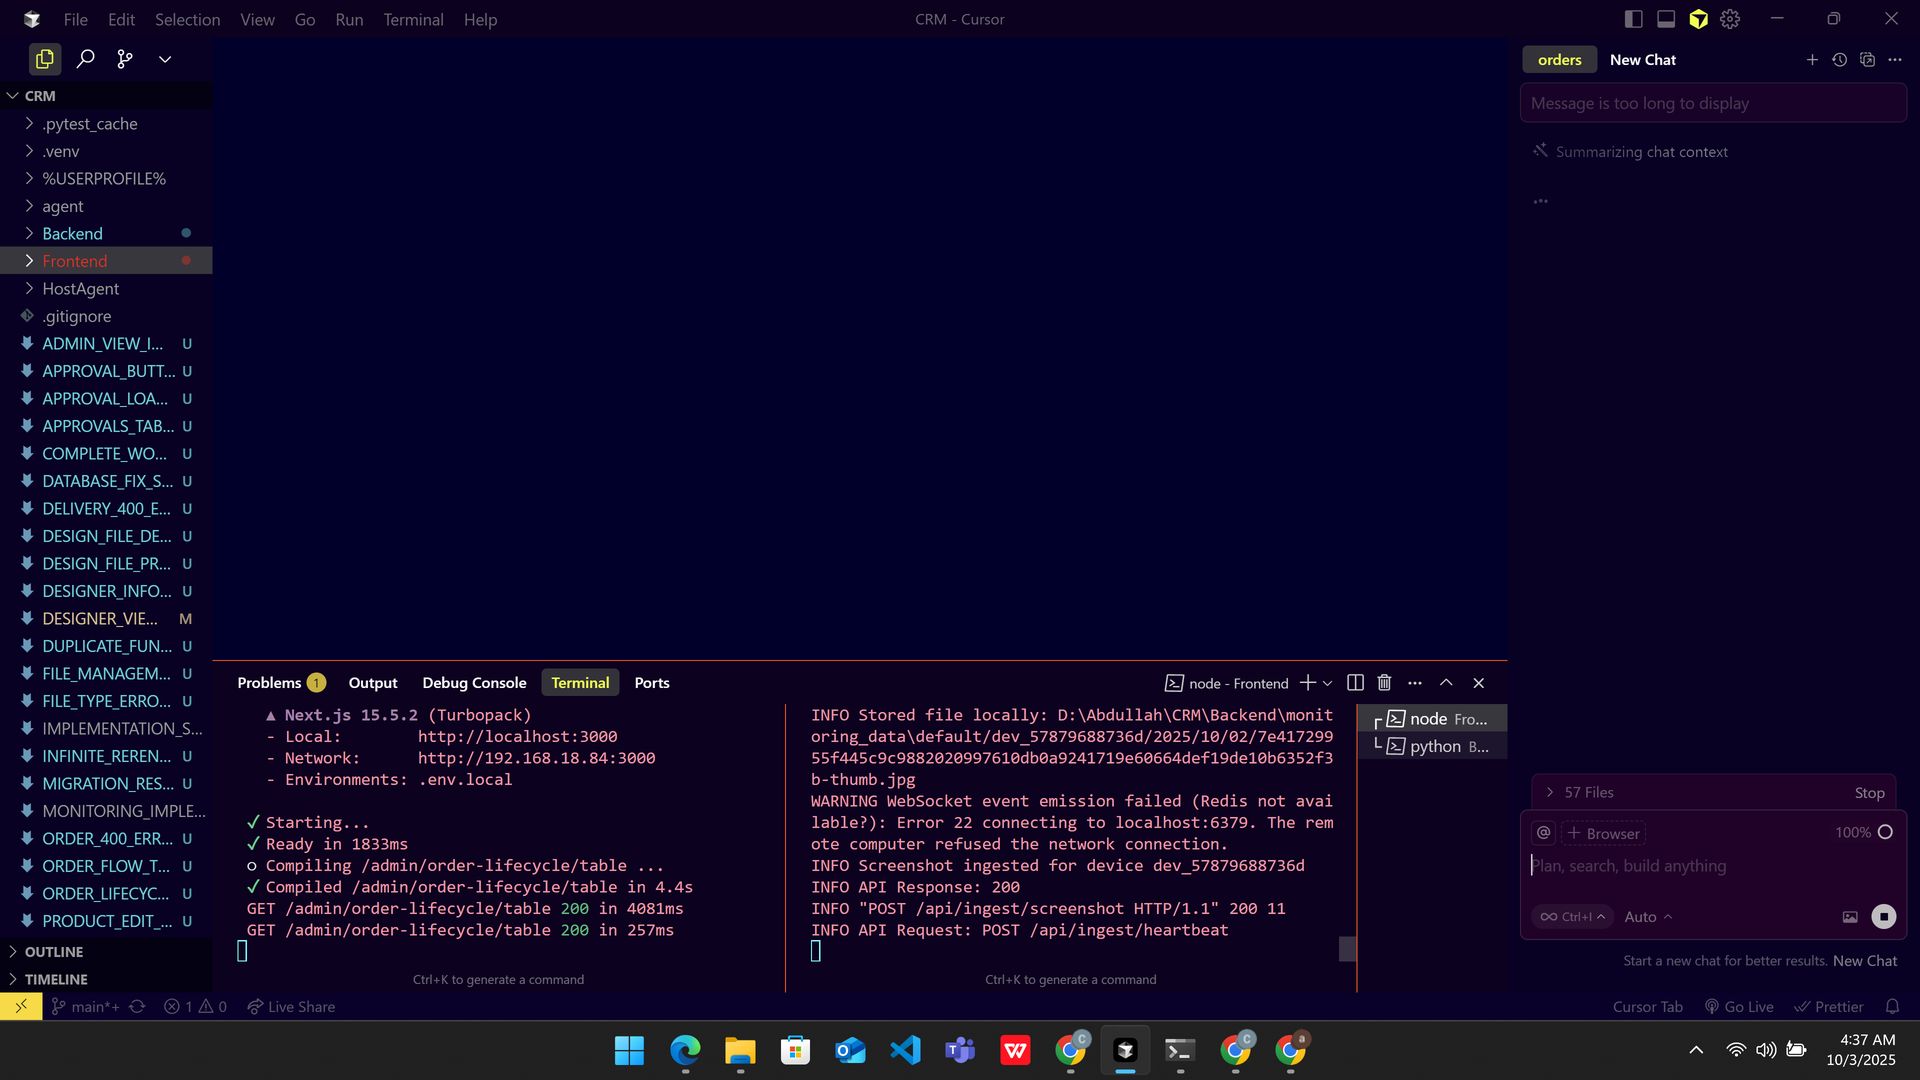 File Edit Selection View Go Run Terminal Help
CRM - Cursor
CRM
.pytest_cache
.venv
%USERPROFILE%
agent
Backend
Frontend
HostAgent
.gitignore
ADMIN_VIEW_I... U
APPROVAL_BUTT... U
APPROVAL_LOA... U
APPROVALS_TAB... U
COMPLETE_WO... U
DATABASE_FIX_S... U
DELIVERY_400_E... U
DESIGN_FILE_DE... U
DESIGN_FILE_PR... U
DESIGNER_INFO... U
DESIGNER_VIE... M
DUPLICATE_FUN... U
FILE_MANAGEM... U
FILE_TYPE_ERRO... U
IMPLEMENTATION_S...
INFINITE_REREN... U
MIGRATION_RES... U
MONITORING_IMPLE...
ORDER_400_ERR... U
ORDER_FLOW_T... U
ORDER_LIFECYC... U
PRODUCT_EDIT_... U
OUTLINE
TIMELINE
Problems 1 Output Debug Console Terminal Ports
node - Frontend
▲ Next.js 15.5.2 (Turbopack)
- Local: http://localhost:3000
- Network: http://192.168.18.84:3000
- Environments: .env.local
✓ Starting...
✓ Ready in 1833ms
○ Compiling /admin/order-lifecycle/table ...
✓ Compiled /admin/order-lifecycle/table in 4.4s
GET /admin/order-lifecycle/table 200 in 4081ms
GET /admin/order-lifecycle/table 200 in 257ms
Ctrl+K to generate a command
INFO Stored file locally: D:\Abdullah\CRM\Backend\monit
oring_data\default/dev_57879688736d/2025/10/02/7e417299
55f445c9c9882020997610db0a9241719e60664def19de10b6352f3
b-thumb.jpg
WARNING WebSocket event emission failed (Redis not avai
lable?): Error 22 connecting to localhost:6379. The rem
ote computer refused the network connection.
INFO Screenshot ingested for device dev_57879688736d
INFO API Response: 200
INFO "POST /api/ingest/screenshot HTTP/1.1" 200 11
INFO API Request: POST /api/ingest/heartbeat
Ctrl+K to generate a command
node Fro...
python B...
orders New Chat
Message is too long to display
Summarizing chat context
...
57 Files Stop
@ + Browser 100%
Plan, search, build anything
∞ Ctrl+I Auto
Start a new chat for better results. New Chat
main*+ 1 0 Live Share
Cursor Tab Go Live Prettier
4:37 AM
10/3/2025